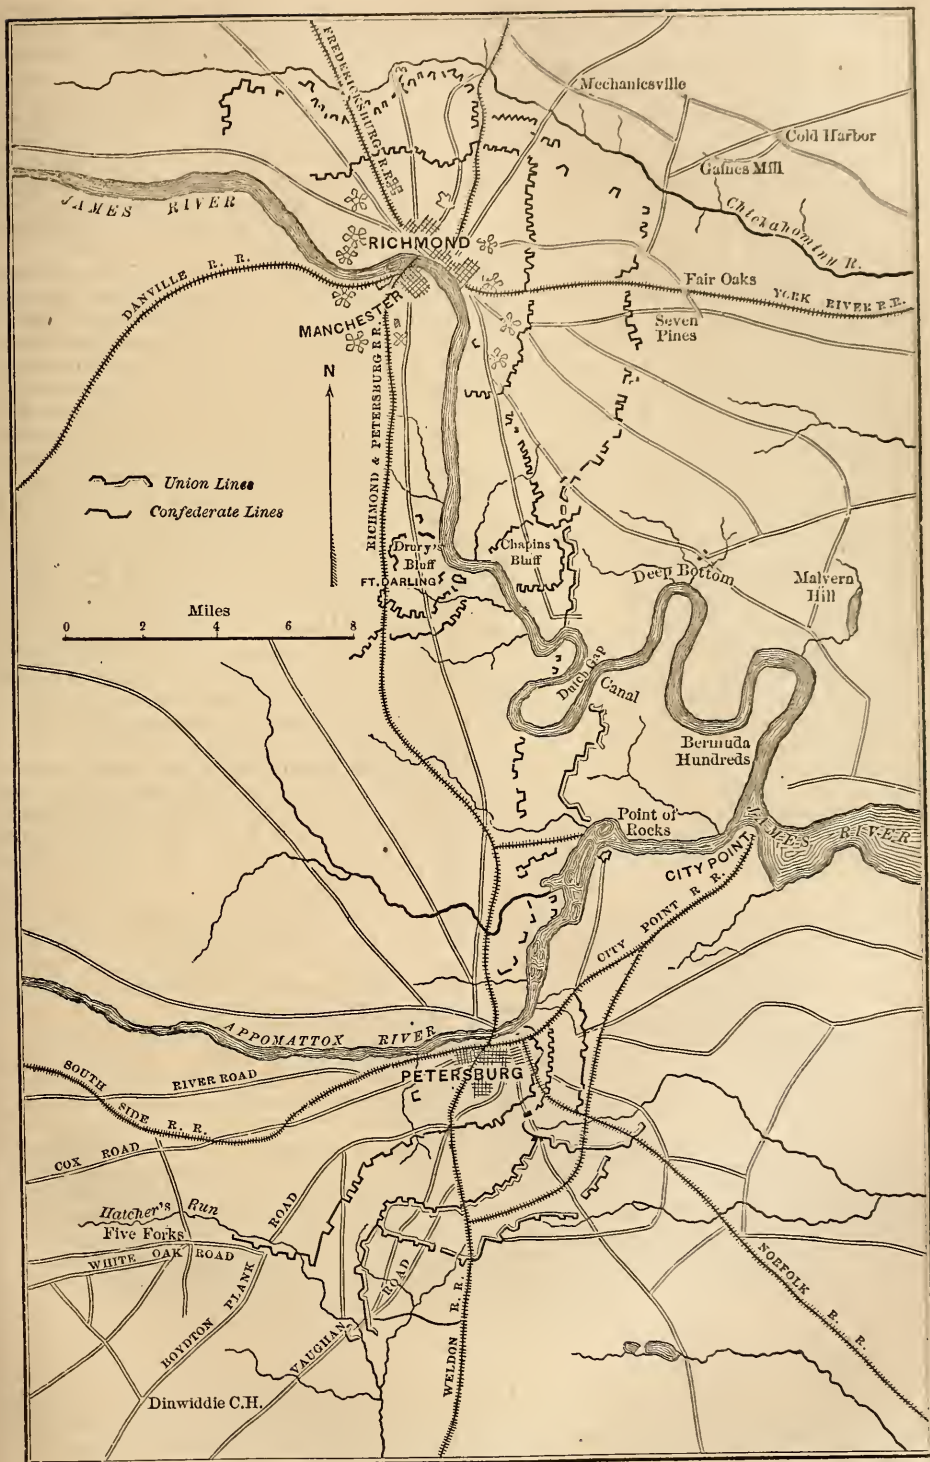 FREDERICKSBURG R.R.
Mechanicsville
Cold Harbor
Gaines Mill
JAMES RIVER
Chickahominy R.
RICHMOND
DANVILLE R. R.
Fair Oaks
YORK RIVER R.R.
MANCHESTER
Seven
Pines
N
RICHMOND & PETERSBURG R R.
Union Lines
Confederate Lines
Drury's
Bluff
FT. DARLING
Chapins
Bluff
Deep Bottom
Malvern
Hill
Miles
0 2 4 6 8
Dutch Gap
Canal
Bermuda
Hundreds
Point of
Rocks
JAMES RIVER
CITY POINT
CITY POINT R. R.
APPOMATTOX RIVER
PETERSBURG
SOUTH SIDE R. R.
RIVER ROAD
COX ROAD
Hatcher's Run
Five Forks
WHITE OAK ROAD
BOYDTON PLANK ROAD
VAUGHAN ROAD
WELDON R. R.
NORFOLK R. R.
Dinwiddie C.H.